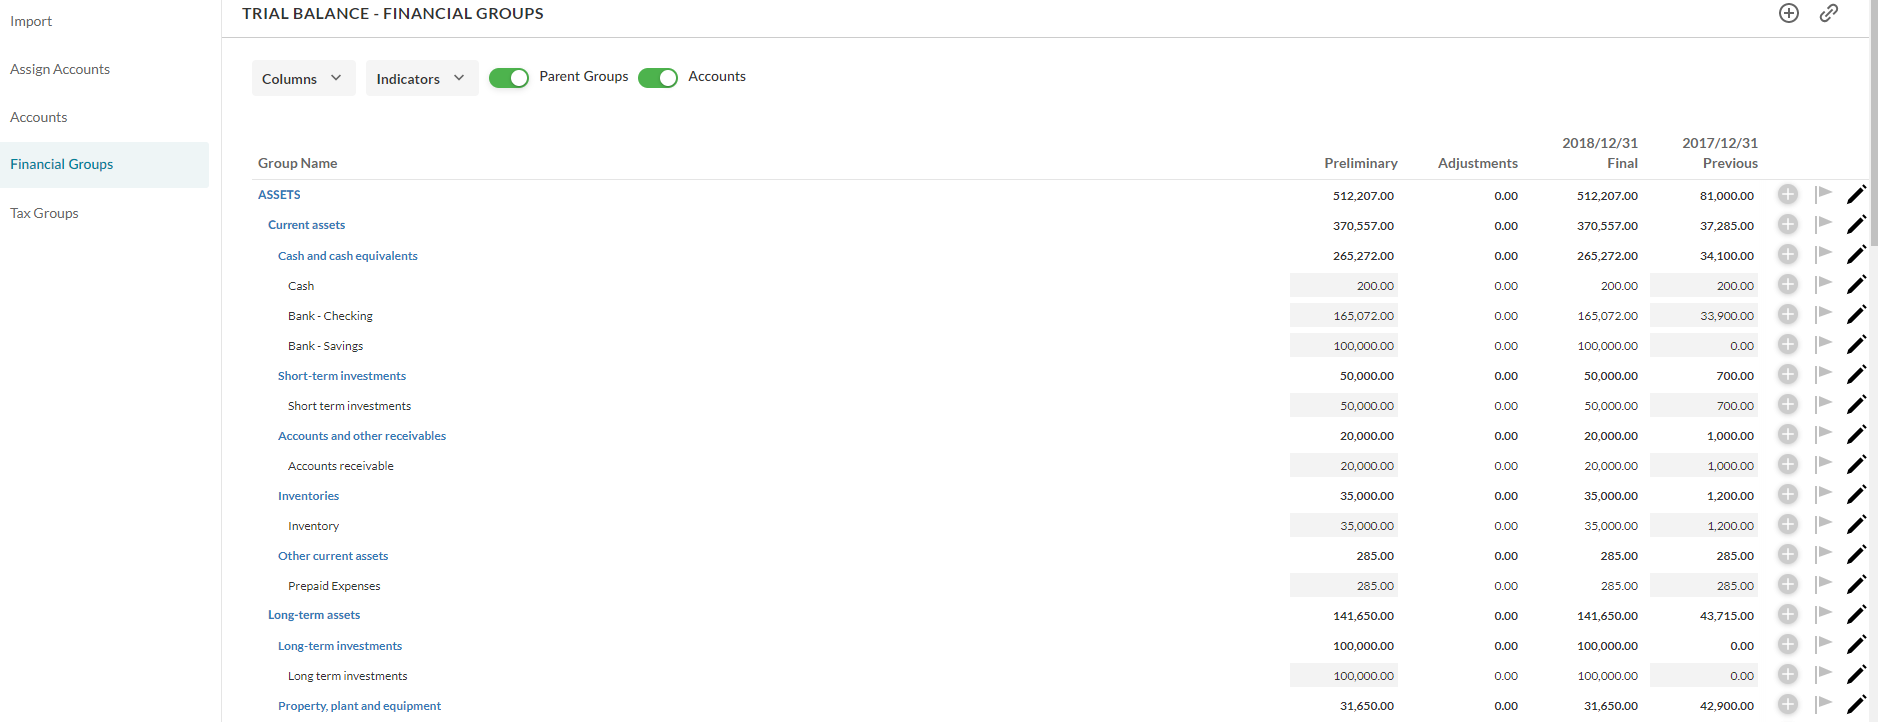 TRIAL BALANCE - FINANCIAL GROUPS
Import
Assign Accounts
Accounts
Financial Groups
Tax Groups
Columns Indicators Parent Groups Accounts
2018/12/31 2017/12/31
Group Name Preliminary Adjustments Final Previous
ASSETS 512,207.00 0.00 512,207.00 81,000.00
Current assets 370,557.00 0.00 370,557.00 37,285.00
Cash and cash equivalents 265,272.00 0.00 265,272.00 34,100.00
Cash 200.00 0.00 200.00 200.00
Bank - Checking 165,072.00 0.00 165,072.00 33,900.00
Bank - Savings 100,000.00 0.00 100,000.00 0.00
Short-term investments 50,000.00 0.00 50,000.00 700.00
Short term investments 50,000.00 0.00 50,000.00 700.00
Accounts and other receivables 20,000.00 0.00 20,000.00 1,000.00
Accounts receivable 20,000.00 0.00 20,000.00 1,000.00
Inventories 35,000.00 0.00 35,000.00 1,200.00
Inventory 35,000.00 0.00 35,000.00 1,200.00
Other current assets 285.00 0.00 285.00 285.00
Prepaid Expenses 285.00 0.00 285.00 285.00
Long-term assets 141,650.00 0.00 141,650.00 43,715.00
Long-term investments 100,000.00 0.00 100,000.00 0.00
Long term investments 100,000.00 0.00 100,000.00 0.00
Property, plant and equipment 31,650.00 0.00 31,650.00 42,900.00